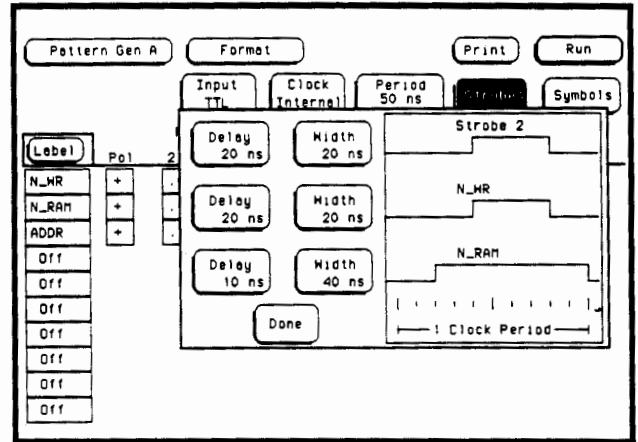 Pattern Gen A Format Print Run
Input TTL Clock Internal Period 50 ns Strobes Symbols
Strobe 2
Delay 20 ns Width 20 ns
Label Pol 2
N_WR + .
N_WR
Delay 20 ns Width 20 ns
N_RAM + .
ADDR +
N_RAM
Off
Delay 10 ns Width 40 ns
Off
Off
Done
1 Clock Period
Off
Off
Off
Off